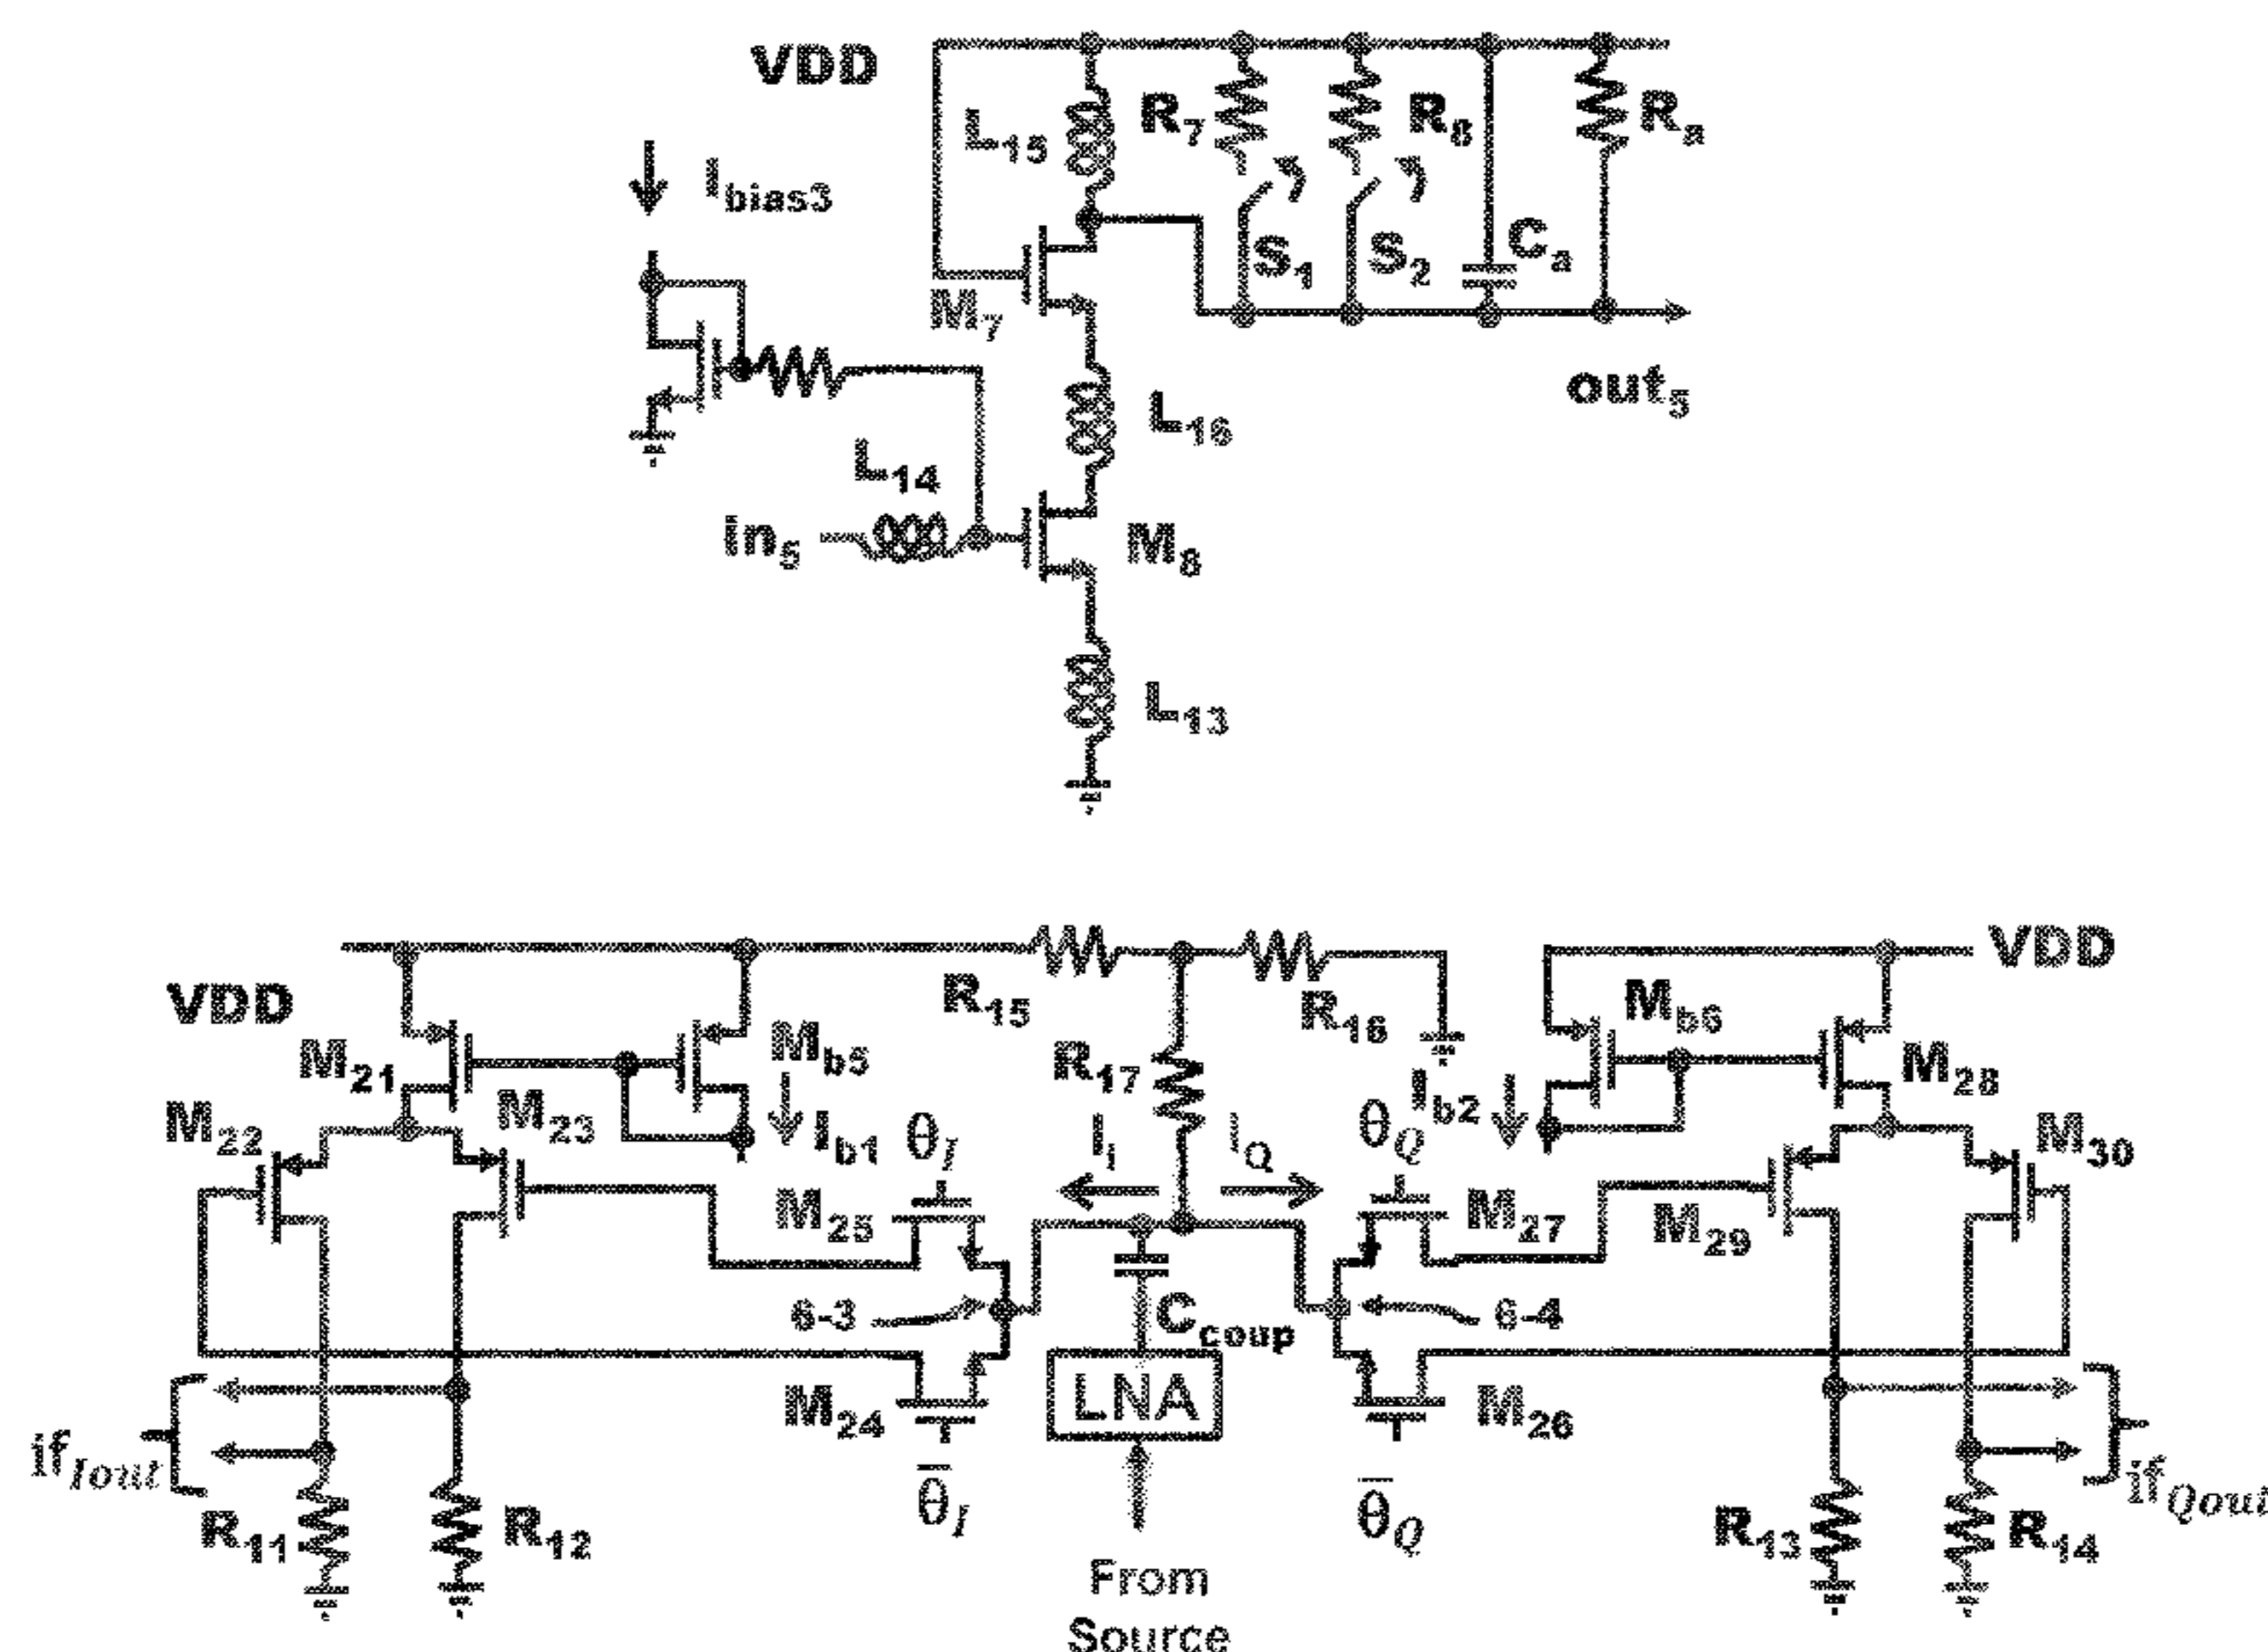 VDD
L15
R7
R8
Ra
Ibias3
S1
S2
Ca
M7
out5
L16
L14
In5
M8
L13
VDD
R15
R16
VDD
M21
Mb5
R17
Mb6
M28
M22
M23
Ib1
θI
Ii
iQ
θQ
Ib2
M30
M25
M27
M29
6-3
Ccoup
6-4
M24
LNA
M26
ifIout
θ̅I
θ̅Q
ifQout
R11
R12
R13
R14
From
Source